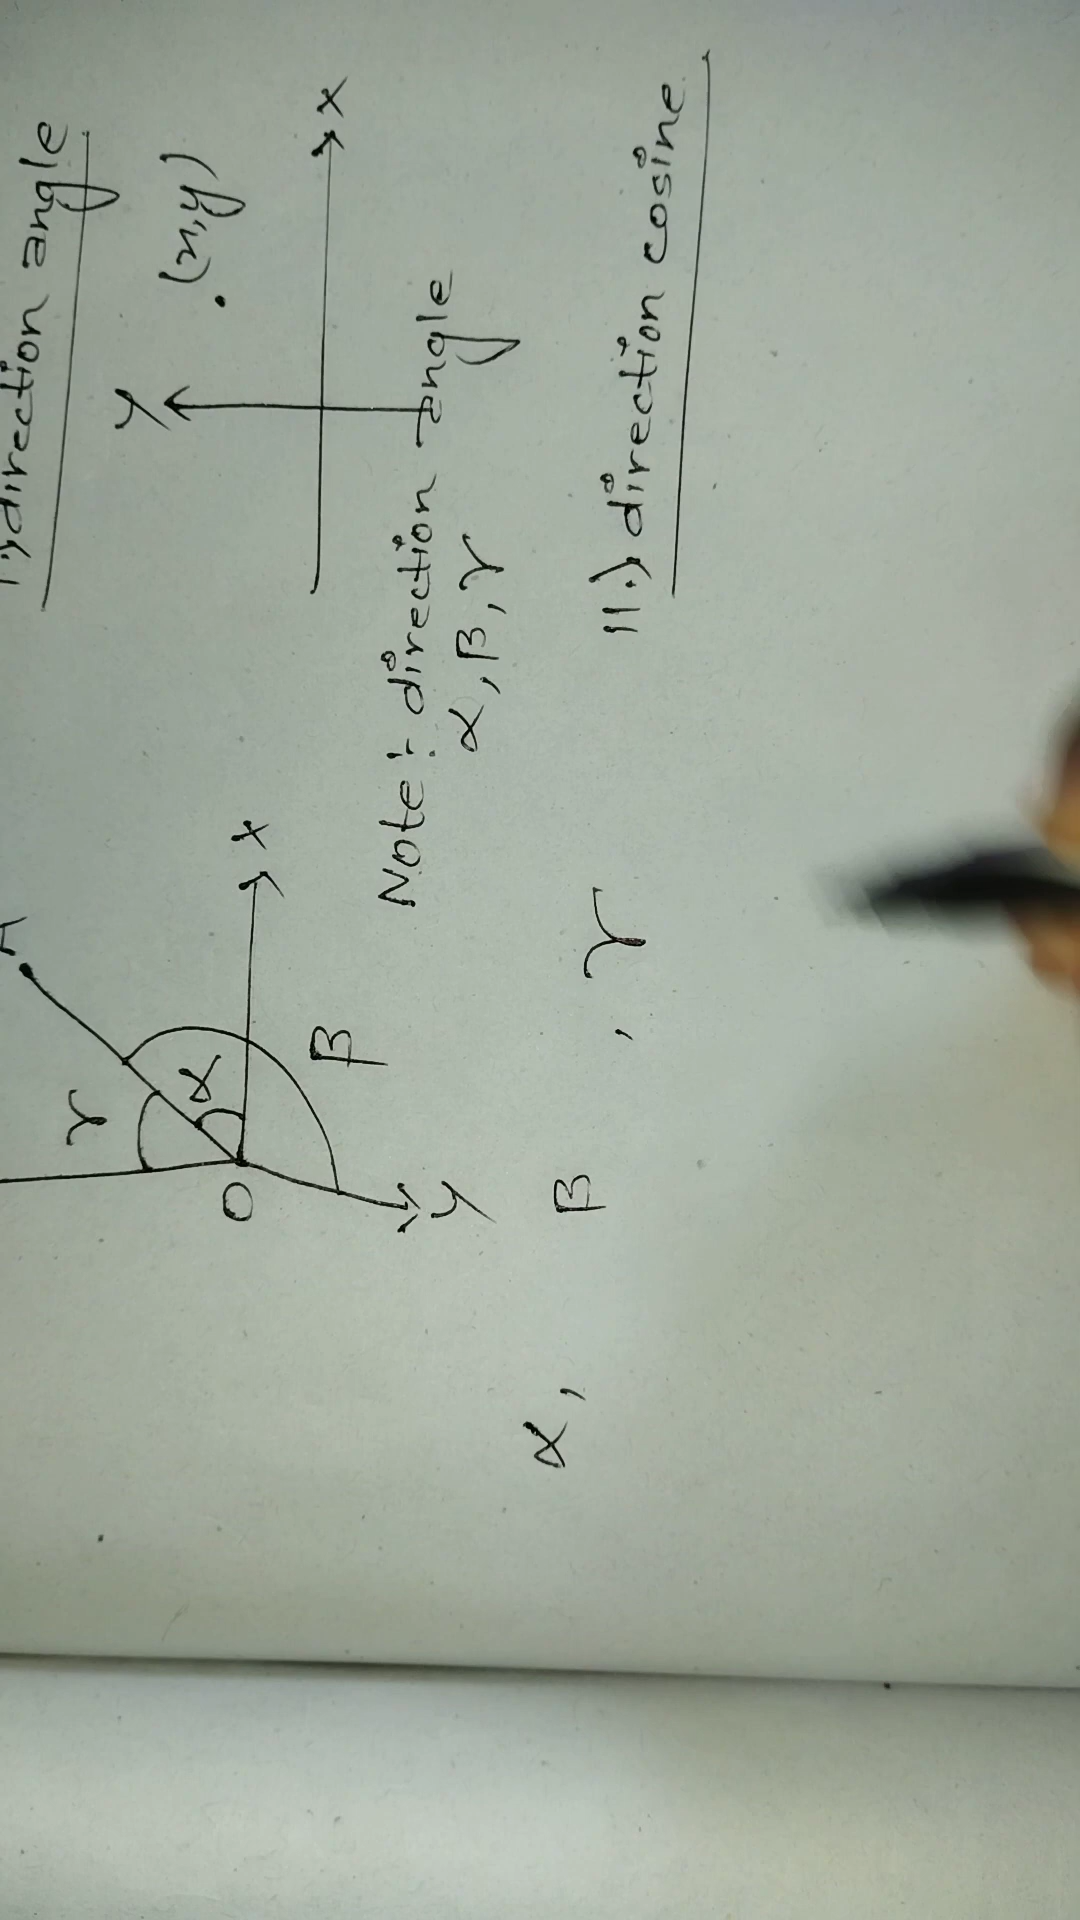 I.) direction angle
Y
(x,y)
X
A
γ
α
X
O
β
Y
Note:- direction angle
α, β, γ
α, β, γ
II.) direction cosine